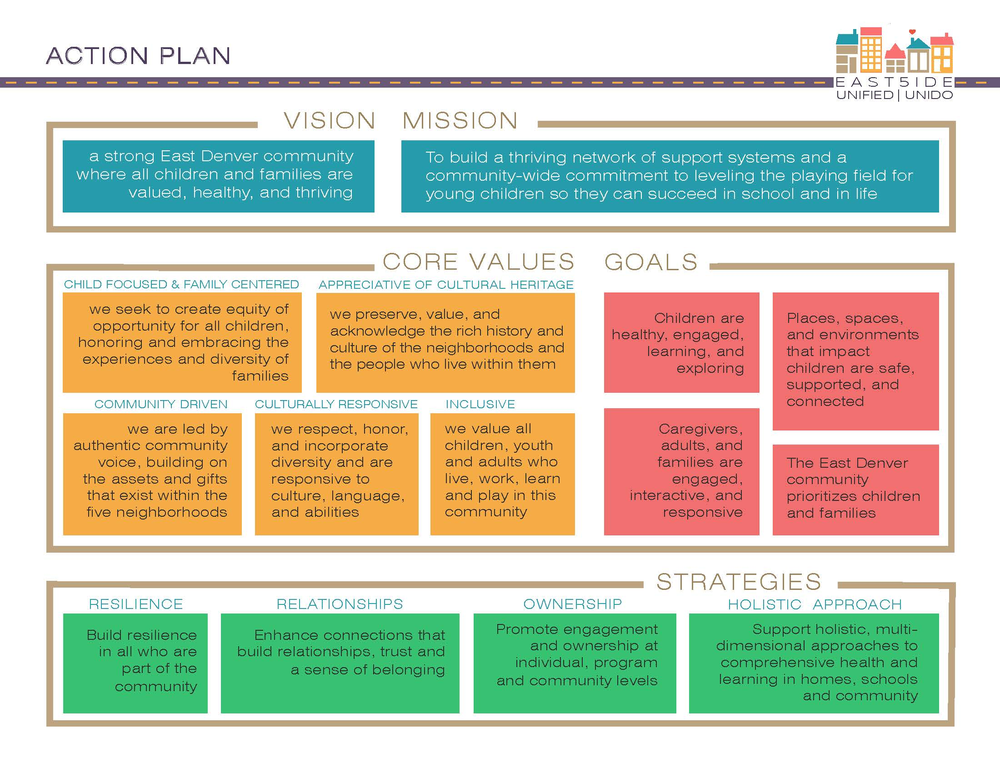 ACTION PLAN
EAST5IDE
UNIFIED | UNIDO
VISION
a strong East Denver community
where all children and families are
valued, healthy, and thriving
MISSION
To build a thriving network of support systems and a
community-wide commitment to leveling the playing field for
young children so they can succeed in school and in life
CORE VALUES
CHILD FOCUSED & FAMILY CENTERED
we seek to create equity of
opportunity for all children,
honoring and embracing the
experiences and diversity of
families
APPRECIATIVE OF CULTURAL HERITAGE
we preserve, value, and
acknowledge the rich history and
culture of the neighborhoods and
the people who live within them
COMMUNITY DRIVEN
we are led by
authentic community
voice, building on
the assets and gifts
that exist within the
five neighborhoods
CULTURALLY RESPONSIVE
we respect, honor,
and incorporate
diversity and are
responsive to
culture, language,
and abilities
INCLUSIVE
we value all
children, youth
and adults who
live, work, learn
and play in this
community
GOALS
Children are
healthy, engaged,
learning, and
exploring
Places, spaces,
and environments
that impact
children are safe,
supported, and
connected
Caregivers,
adults, and
families are
engaged,
interactive, and
responsive
The East Denver
community
prioritizes children
and families
STRATEGIES
RESILIENCE
Build resilience
in all who are
part of the
community
RELATIONSHIPS
Enhance connections that
build relationships, trust and
a sense of belonging
OWNERSHIP
Promote engagement
and ownership at
individual, program
and community levels
HOLISTIC APPROACH
Support holistic, multi-
dimensional approaches to
comprehensive health and
learning in homes, schools
and community